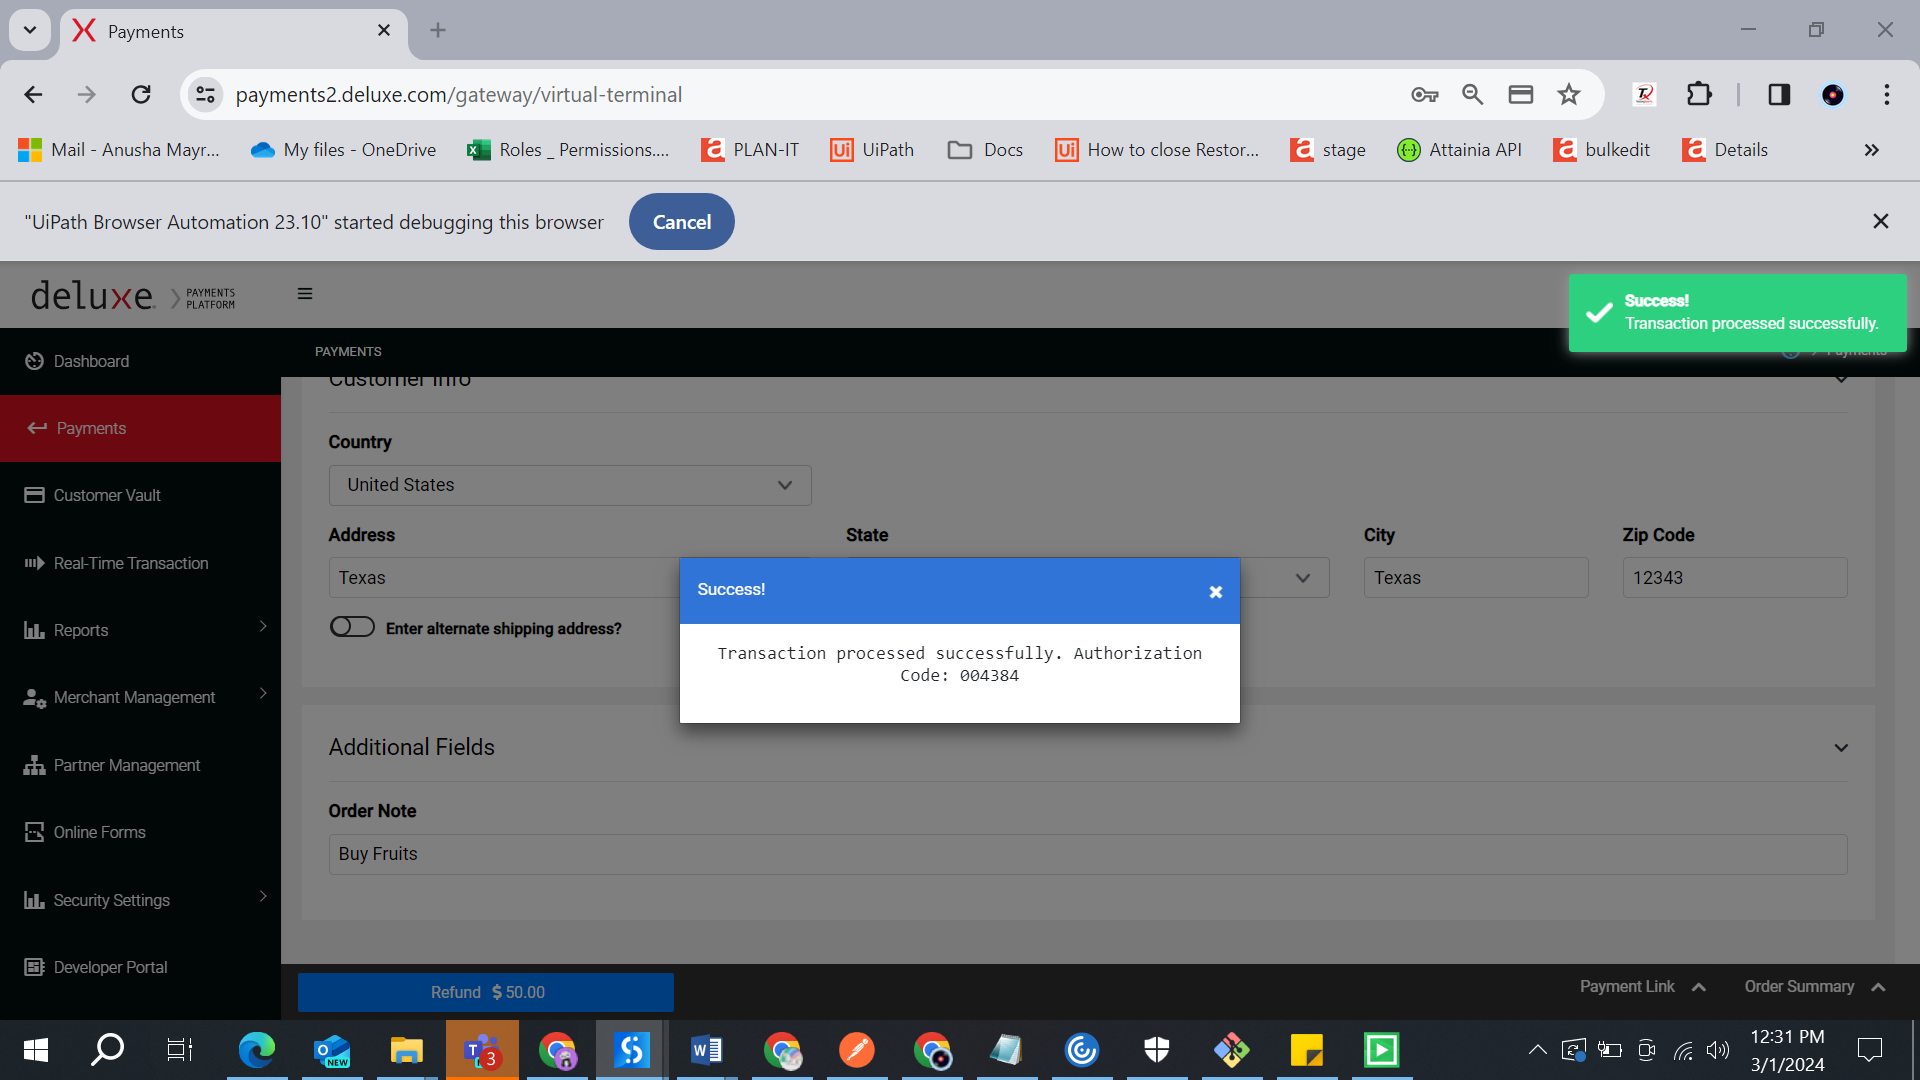 Payments
payments2.deluxe.com/gateway/virtual-terminal
Mail - Anusha Mayr...
My files - OneDrive
Roles _ Permissions....
PLAN-IT
UiPath
Docs
How to close Restor...
stage
Attainia API
bulkedit
Details
"UiPath Browser Automation 23.10" started debugging this browser
Cancel
deluxe. PAYMENTS
PLATFORM
Success!
Transaction processed successfully.
PAYMENTS
Payments
Dashboard
Payments
Customer Vault
Real-Time Transaction
Reports
Merchant Management
Partner Management
Online Forms
Security Settings
Developer Portal
Customer Info
Country
United States
Address
State
City
Zip Code
Texas
Texas
12343
Enter alternate shipping address?
Success!
Transaction processed successfully. Authorization
Code: 004384
Additional Fields
Order Note
Buy Fruits
Refund $ 50.00
Payment Link
Order Summary
NEW
3
12:31 PM
3/1/2024